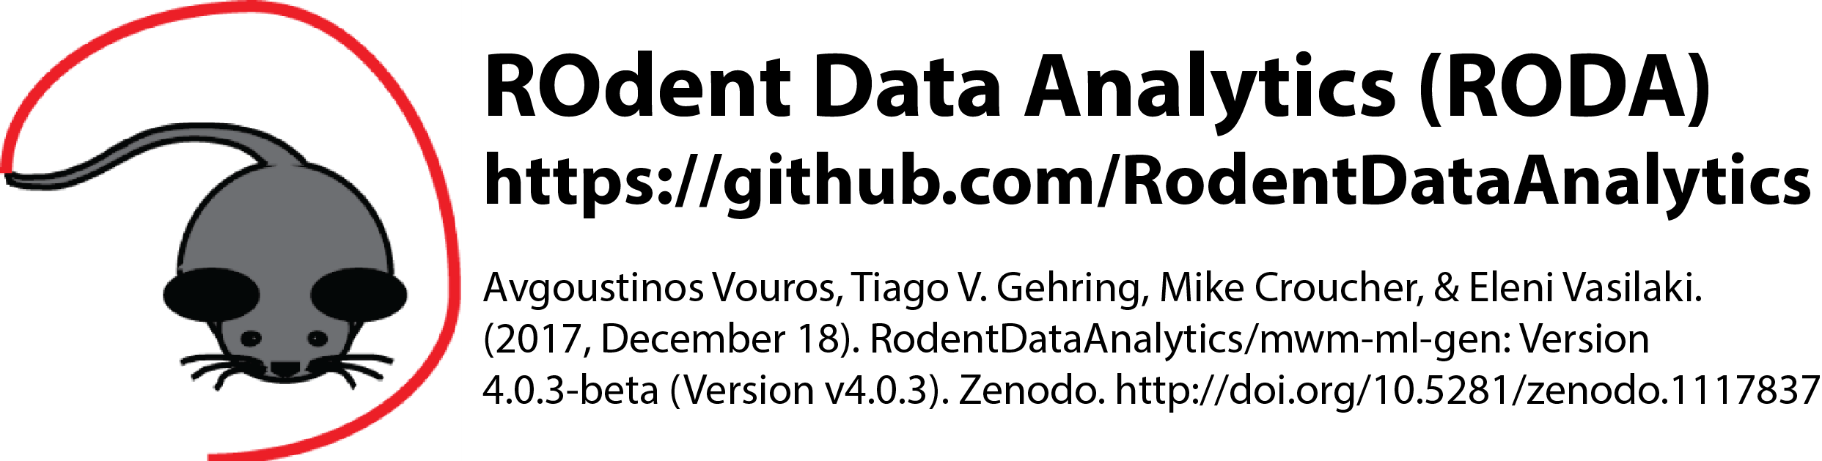 ROdent Data Analytics (RODA)
https://github.com/RodentDataAnalytics
Avgoustinos Vouros, Tiago V. Gehring, Mike Croucher, & Eleni Vasilaki.
(2017, December 18). RodentDataAnalytics/mwm-ml-gen: Version
4.0.3-beta (Version v4.0.3). Zenodo. http://doi.org/10.5281/zenodo.1117837